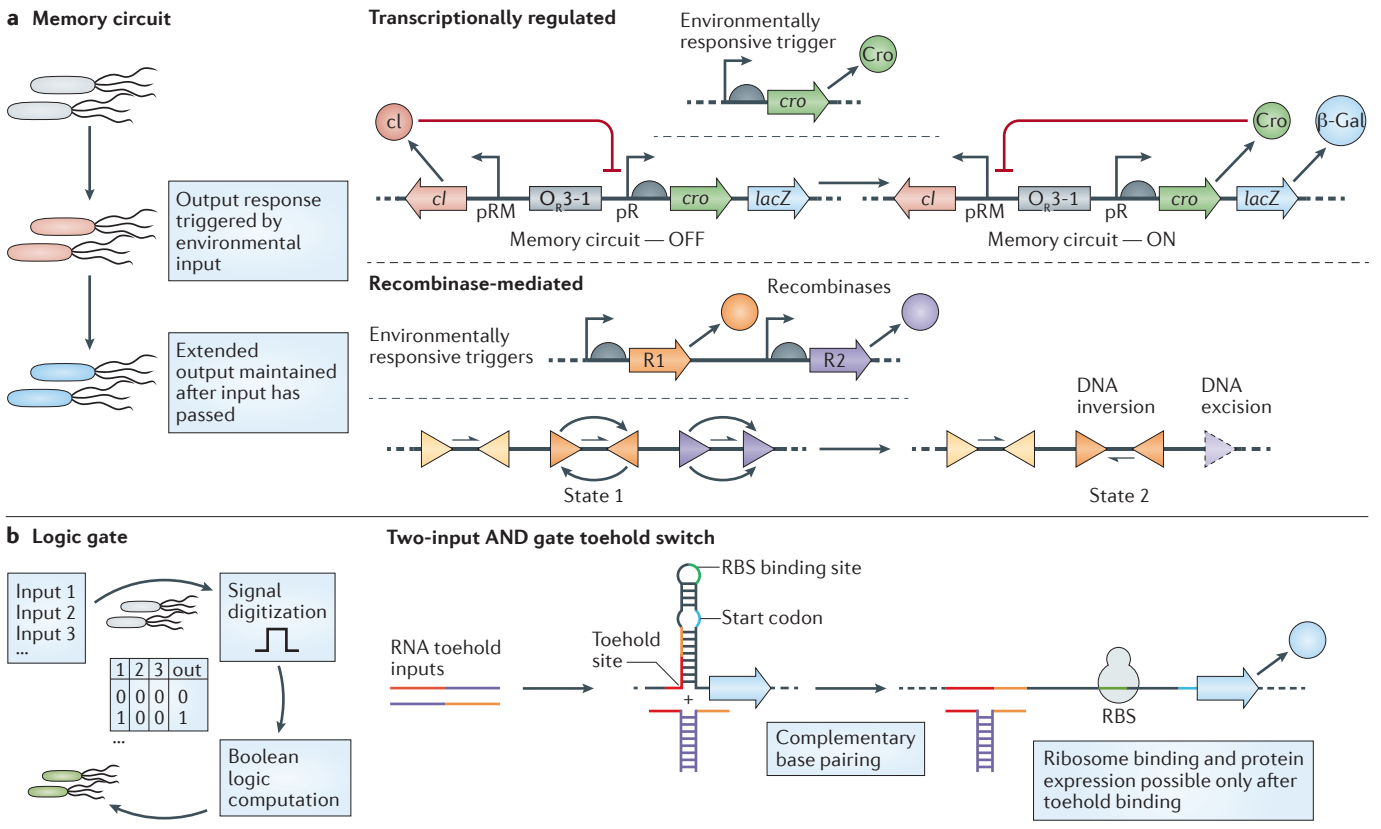 a Memory circuit
Output response
triggered by
environmental
input
Extended
output maintained
after input has
passed
Transcriptionally regulated
Environmentally
responsive trigger
Cro
cro
cI
cI
pRM
OR3-1
pR
cro
lacZ
Memory circuit — OFF
Cro
β-Gal
cI
pRM
OR3-1
pR
cro
lacZ
Memory circuit — ON
Recombinase-mediated
Environmentally
responsive triggers
Recombinases
R1
R2
State 1
DNA
inversion
DNA
excision
State 2
b Logic gate
Input 1
Input 2
Input 3
...
Signal
digitization
1 2 3 out
0 0 0 0
1 0 0 1
...
Boolean
logic
computation
Two-input AND gate toehold switch
RNA toehold
inputs
RBS binding site
Start codon
Toehold
site
+
Complementary
base pairing
RBS
Ribosome binding and protein
expression possible only after
toehold binding